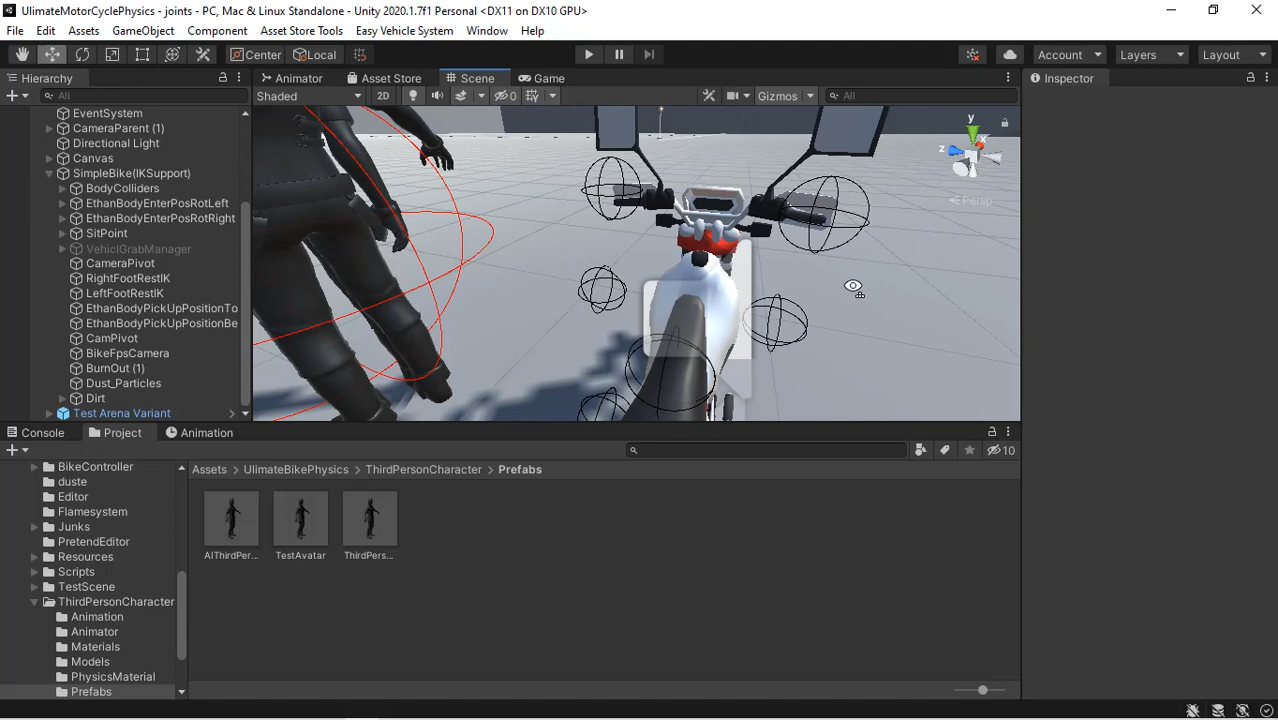 UlimateMotorCyclePhysics - joints - PC, Mac & Linux Standalone - Unity 2020.1.7f1 Personal <DX11 on DX10 GPU>
File Edit Assets GameObject Component Asset Store Tools Easy Vehicle System Window Help
Center Local Account Layers Layout
Hierarchy
Animator Asset Store Scene Game
Inspector
All
Shaded 2D 0 Gizmos All
EventSystem
CameraParent (1)
Directional Light
Canvas
SimpleBike(IKSupport)
BodyColliders
EthanBodyEnterPosRotLeft
EthanBodyEnterPosRotRight
SitPoint
VehiclGrabManager
CameraPivot
RightFootRestIK
LeftFootRestIK
EthanBodyPickUpPositionTo
EthanBodyPickUpPositionBe
CamPivot
BikeFpsCamera
BurnOut (1)
Dust_Particles
Dirt
Test Arena Variant
y
x
z
Persp
Console Project Animation
10
BikeController
duste
Editor
Flamesystem
Junks
PretendEditor
Resources
Scripts
TestScene
ThirdPersonCharacter
Animation
Animator
Materials
Models
PhysicsMaterial
Prefabs
Assets > UlimateBikePhysics > ThirdPersonCharacter > Prefabs
AIThirdPer... TestAvatar ThirdPers...